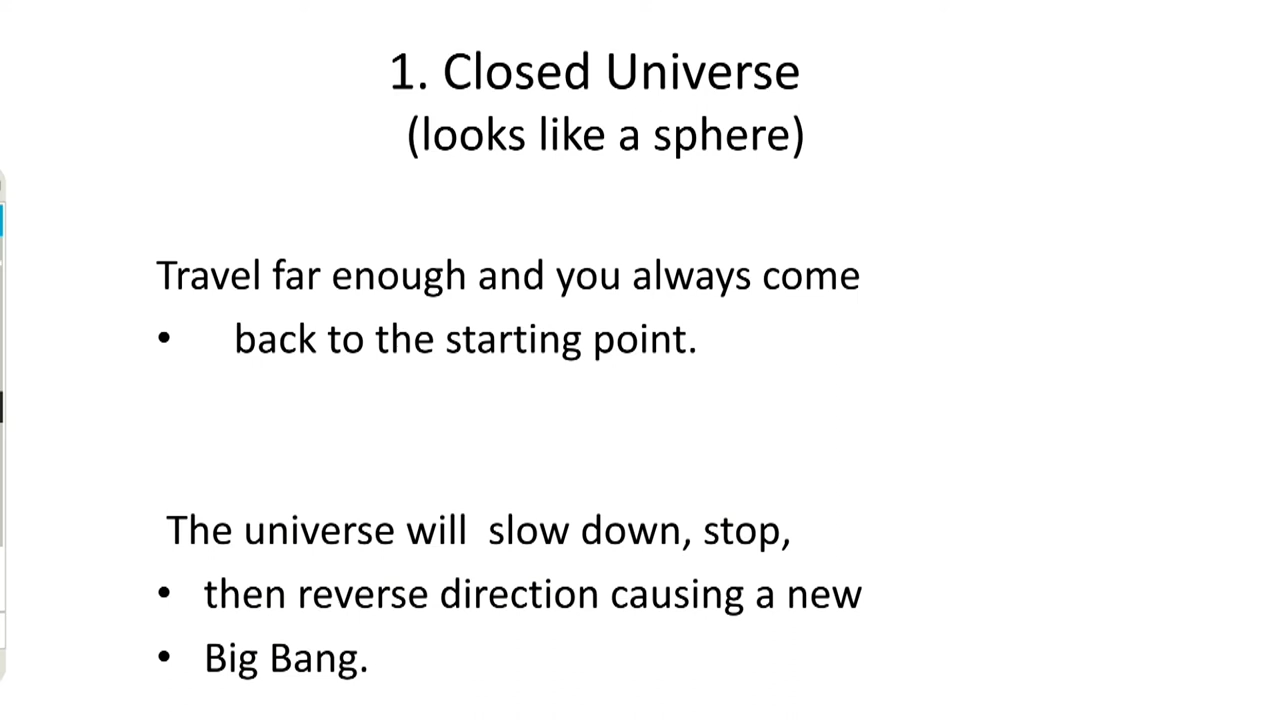 1. Closed Universe
(looks like a sphere)
Travel far enough and you always come
• back to the starting point.
The universe will slow down, stop,
• then reverse direction causing a new
• Big Bang.